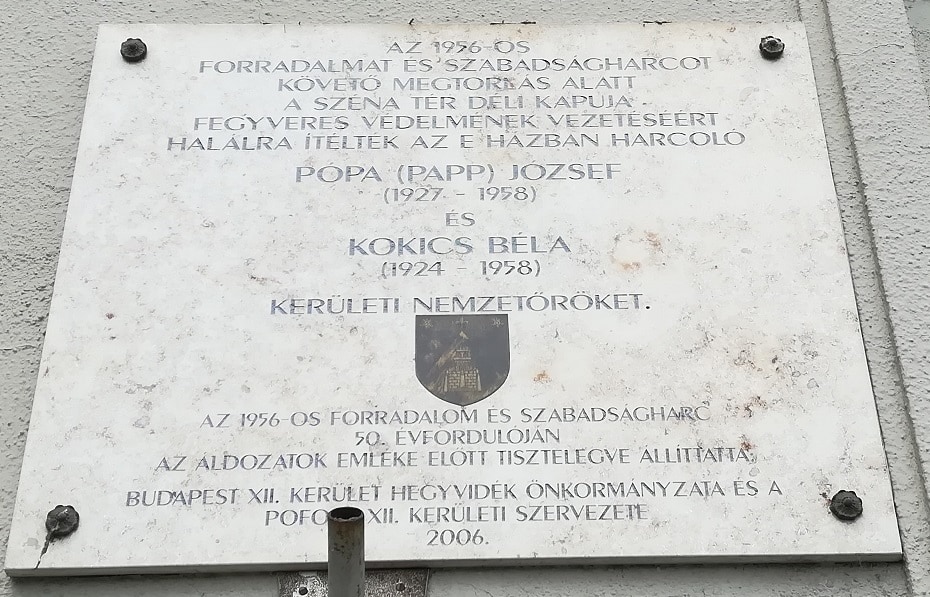 AZ 1956-OS
FORRADALMAT ÉS SZABADSÁGHARCOT
KÖVETŐ MEGTORLÁS ALATT
A SZÉNA TÉR DÉLI KAPUJA
FEGYVERES VÉDELMÉNEK VEZETÉSÉÉRT
HALÁLRA ÍTÉLTÉK AZ E HÁZBAN HARCOLÓ
POPA (PAPP) JÓZSEF
(1927 - 1958)
ÉS
KOKICS BÉLA
(1924 - 1958)
KERÜLETI NEMZETŐRÖKET.
AZ 1956-OS FORRADALOM ÉS SZABADSÁGHARC
50. ÉVFORDULÓJÁN
AZ ÁLDOZATOK EMLÉKE ELŐTT TISZTELEGVE ÁLLÍTTATTA:
BUDAPEST XII. KERÜLET HEGYVIDÉK ÖNKORMÁNYZATA ÉS A
XII. KERÜLETI SZERVEZETE
2006.